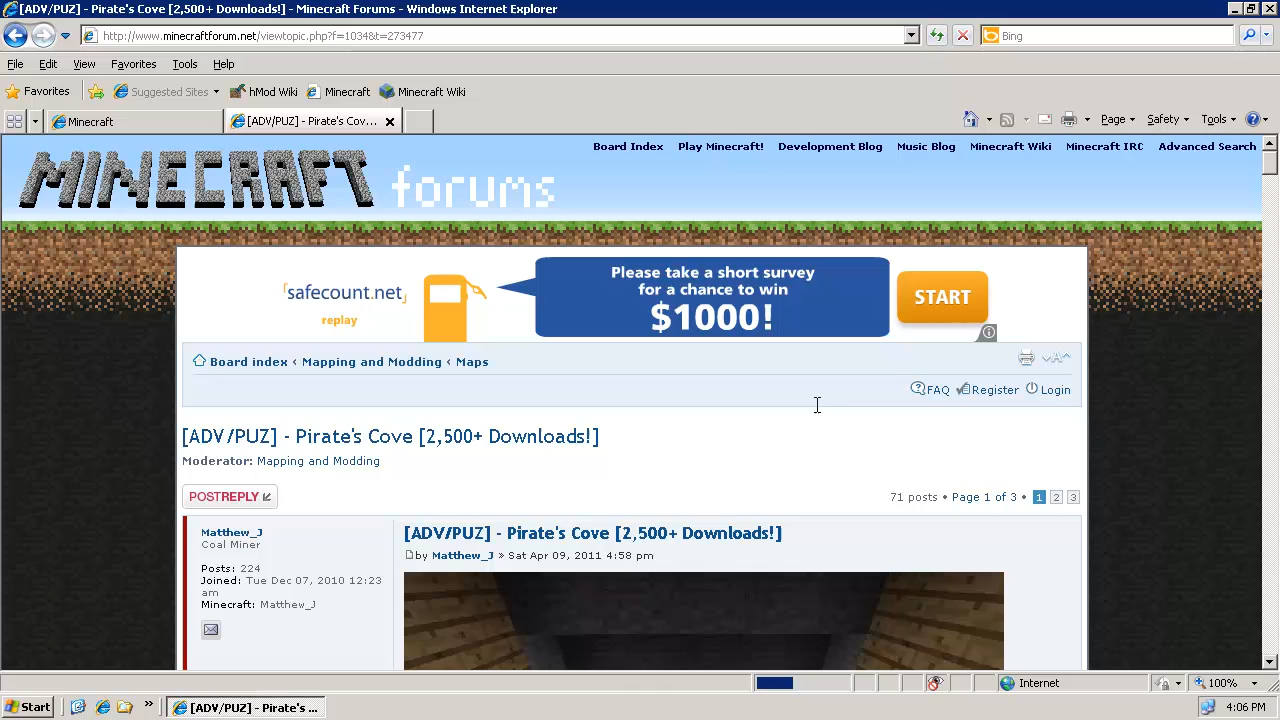 [ADV/PUZ] - Pirate's Cove [2,500+ Downloads!] - Minecraft Forums - Windows Internet Explorer
http://www.minecraftforum.net/viewtopic.php?f=1034&t=273477
Bing
File Edit View Favorites Tools Help
Favorites Suggested Sites hMod Wiki Minecraft Minecraft Wiki
Minecraft [ADV/PUZ] - Pirate's Cov... Page Safety Tools
Board Index Play Minecraft! Development Blog Music Blog Minecraft Wiki Minecraft IRC Advanced Search
MINECRAFT forums
Please take a short survey
for a chance to win
$1000!
safecount.net
replay
START
Board index ‹ Mapping and Modding ‹ Maps
FAQ Register Login
[ADV/PUZ] - Pirate's Cove [2,500+ Downloads!]
Moderator: Mapping and Modding
POSTREPLY
71 posts • Page 1 of 3 • 1 2 3
Matthew_J
Coal Miner
Posts: 224
Joined: Tue Dec 07, 2010 12:23
am
Minecraft: Matthew_J
[ADV/PUZ] - Pirate's Cove [2,500+ Downloads!]
by Matthew_J » Sat Apr 09, 2011 4:58 pm
Internet 100%
Start [ADV/PUZ] - Pirate's ... 4:06 PM